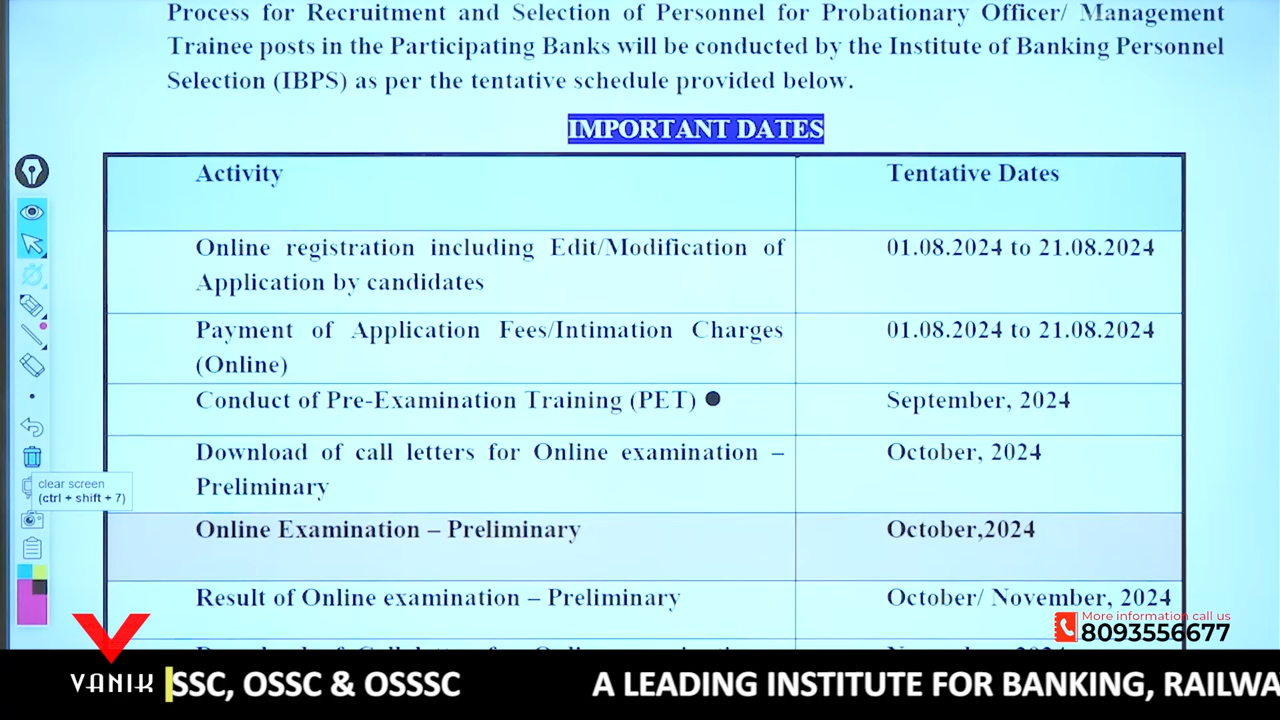 Process for Recruitment and Selection of Personnel for Probationary Officer/ Management
Trainee posts in the Participating Banks will be conducted by the Institute of Banking Personnel
Selection (IBPS) as per the tentative schedule provided below.
IMPORTANT DATES
Activity
Tentative Dates
Online registration including Edit/Modification of
Application by candidates
01.08.2024 to 21.08.2024
Payment of Application Fees/Intimation Charges
(Online)
01.08.2024 to 21.08.2024
Conduct of Pre-Examination Training (PET)
September, 2024
Download of call letters for Online examination –
Preliminary
October, 2024
clear screen
(ctrl + shift + 7)
Online Examination – Preliminary
October,2024
Result of Online examination – Preliminary
October/ November, 2024
More information call us
8093556677
VANIK
SSC, OSSC & OSSSC
A LEADING INSTITUTE FOR BANKING, RAILWA